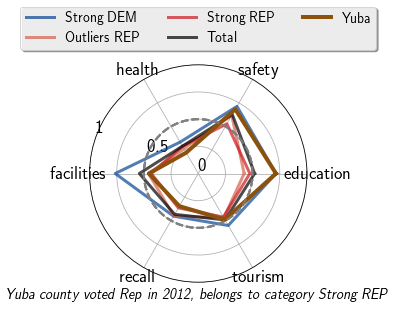 Strong DEM Strong REP Yuba
Outliers REP Total
health safety
1
0.5
0
facilities education
recall tourism
Yuba county voted Rep in 2012, belongs to category Strong REP